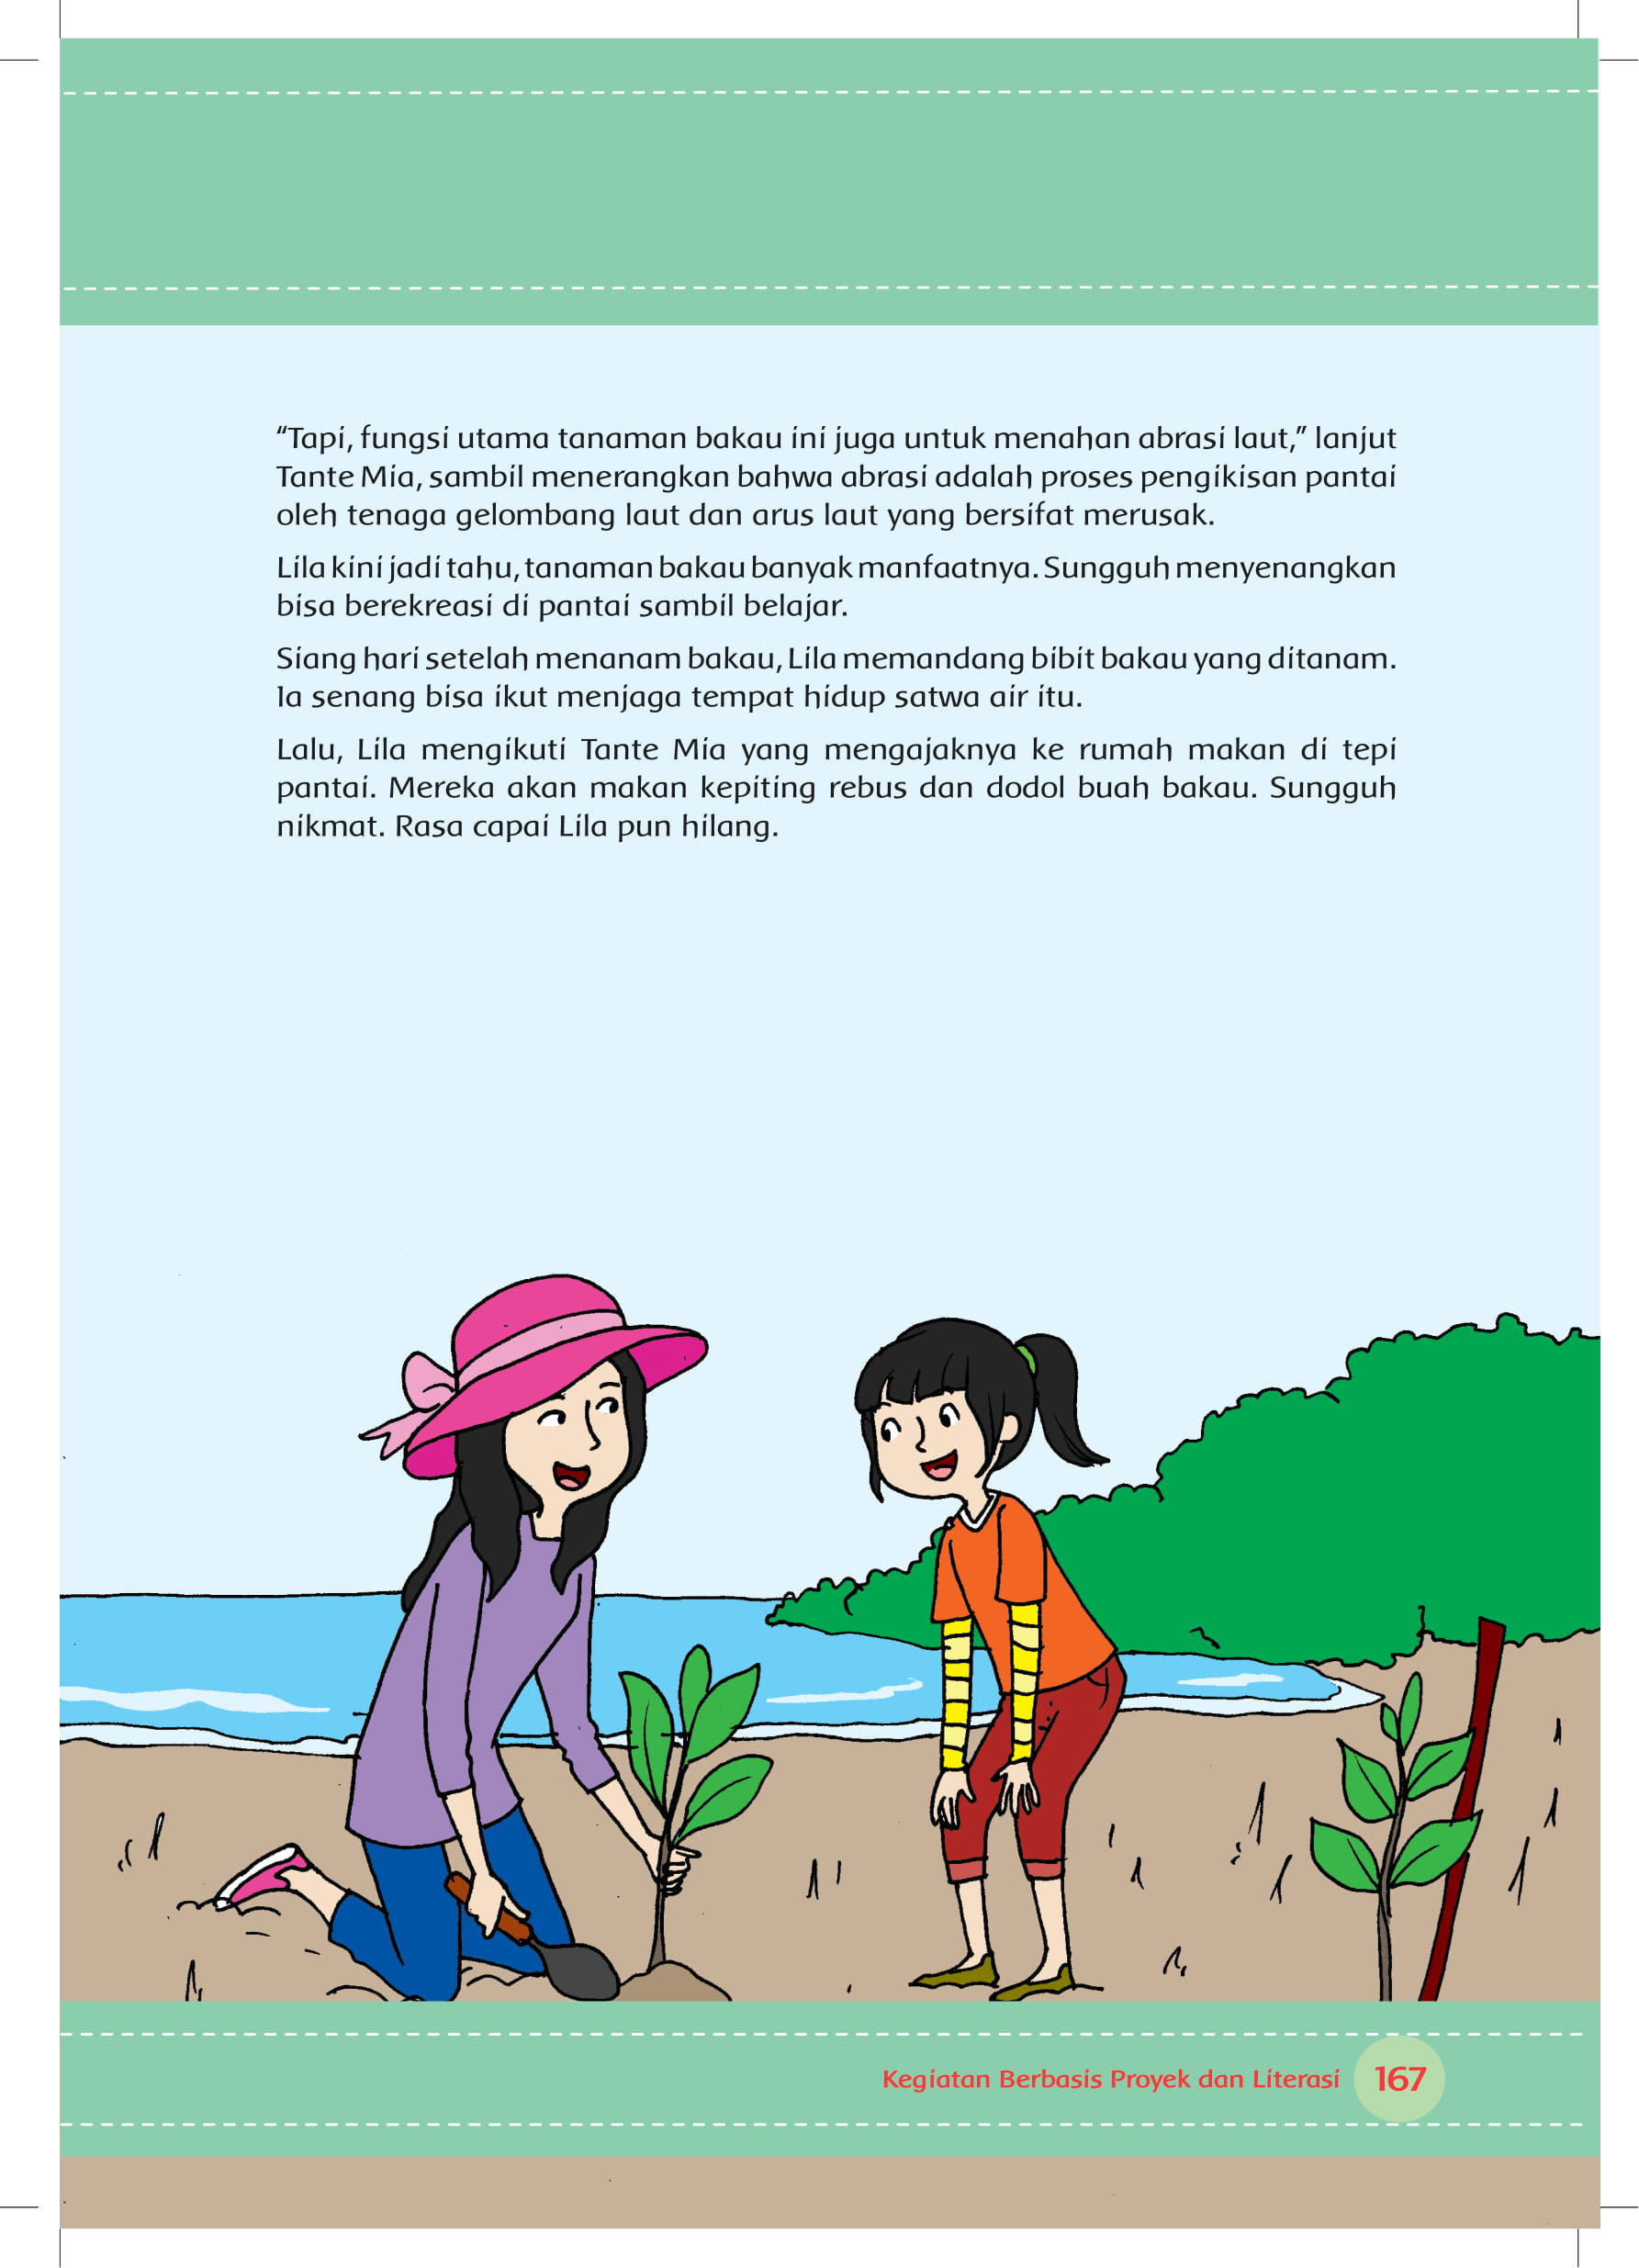 “Tapi, fungsi utama tanaman bakau ini juga untuk menahan abrasi laut,” lanjut
Tante Mia, sambil menerangkan bahwa abrasi adalah proses pengikisan pantai
oleh tenaga gelombang laut dan arus laut yang bersifat merusak.
Lila kini jadi tahu, tanaman bakau banyak manfaatnya. Sungguh menyenangkan
bisa berekreasi di pantai sambil belajar.
Siang hari setelah menanam bakau, Lila memandang bibit bakau yang ditanam.
Ia senang bisa ikut menjaga tempat hidup satwa air itu.
Lalu, Lila mengikuti Tante Mia yang mengajaknya ke rumah makan di tepi
pantai. Mereka akan makan kepiting rebus dan dodol buah bakau. Sungguh
nikmat. Rasa capai Lila pun hilang.
Kegiatan Berbasis Proyek dan Literasi 167